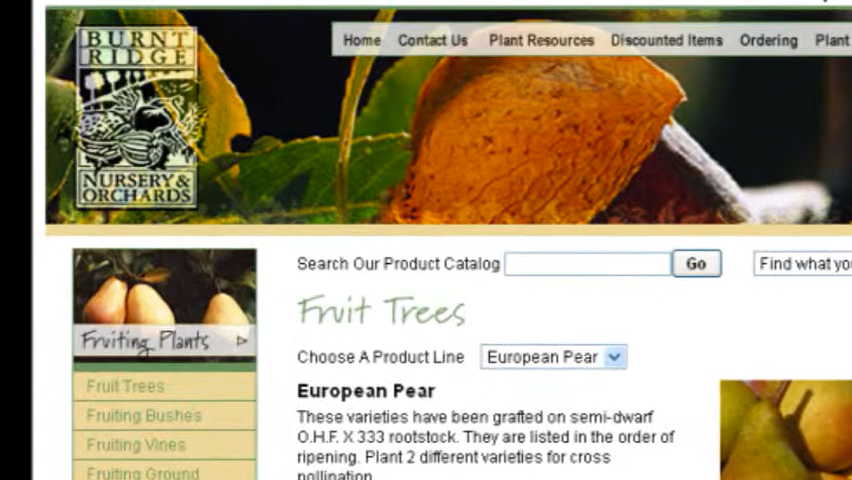 Home Contact Us Plant Resources Discounted Items Ordering Plant
BURNT
RIDGE
NURSERY &
ORCHARDS
Search Our Product Catalog Go Find what you
Fruit Trees
Fruiting Plants
Choose A Product Line European Pear
Fruit Trees
Fruiting Bushes
Fruiting Vines
Fruiting Ground
European Pear
These varieties have been grafted on semi-dwarf
O.H.F. X 333 rootstock. They are listed in the order of
ripening. Plant 2 different varieties for cross
pollination.